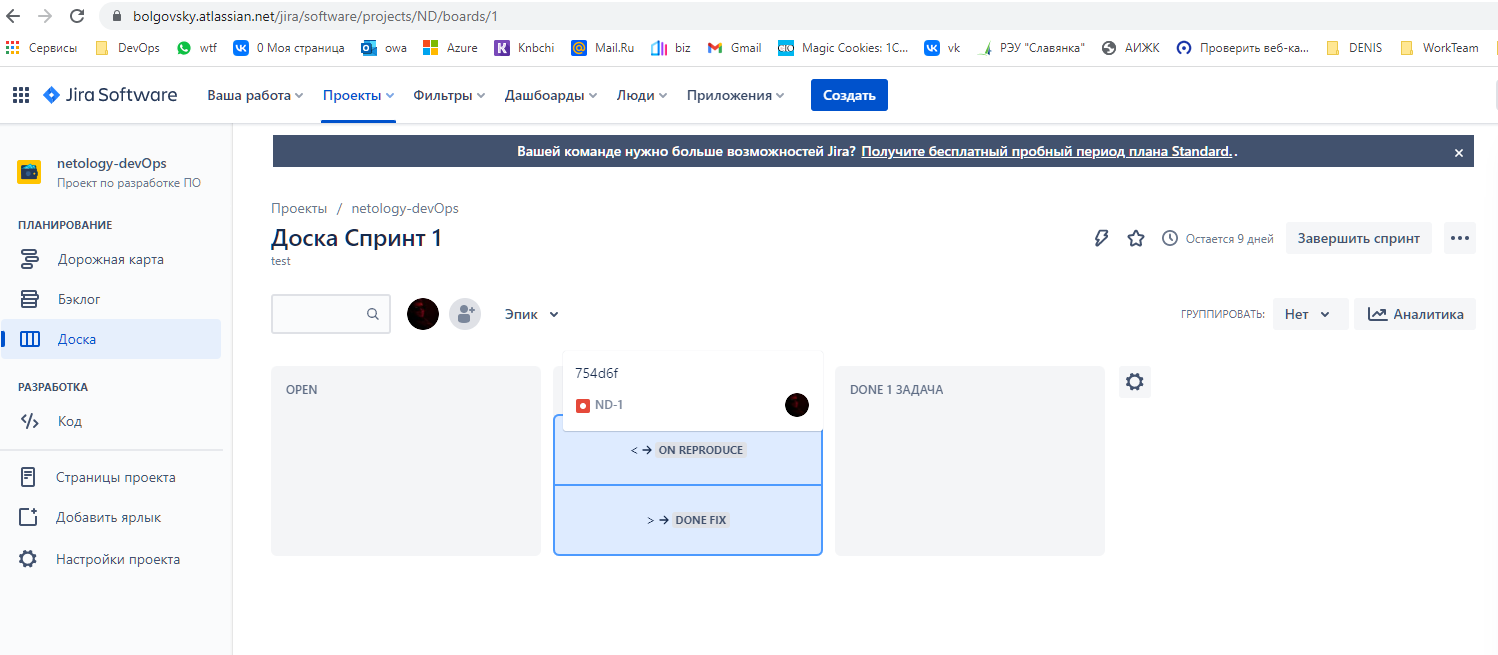 bolgovsky.atlassian.net/jira/software/projects/ND/boards/1
Сервисы DevOps wtf 0 Моя страница owa Azure Knbchi Mail.Ru biz Gmail Magic Cookies: 1C... vk РЭУ "Славянка" АИЖК Проверить веб-ка... DENIS WorkTeam
Jira Software Ваша работа Проекты Фильтры Дашборды Люди Приложения Создать
Вашей команде нужно больше возможностей Jira? Получите бесплатный пробный период плана Standard. .
netology-devOps
Проект по разработке ПО
ПЛАНИРОВАНИЕ
Дорожная карта
Бэклог
Доска
РАЗРАБОТКА
Код
Страницы проекта
Добавить ярлык
Настройки проекта
Проекты / netology-devOps
Доска Спринт 1
test
Остается 9 дней Завершить спринт
Эпик
ГРУППИРОВАТЬ: Нет Аналитика
OPEN
754d6f
ND-1
< → ON REPRODUCE
> → DONE FIX
DONE 1 ЗАДАЧА